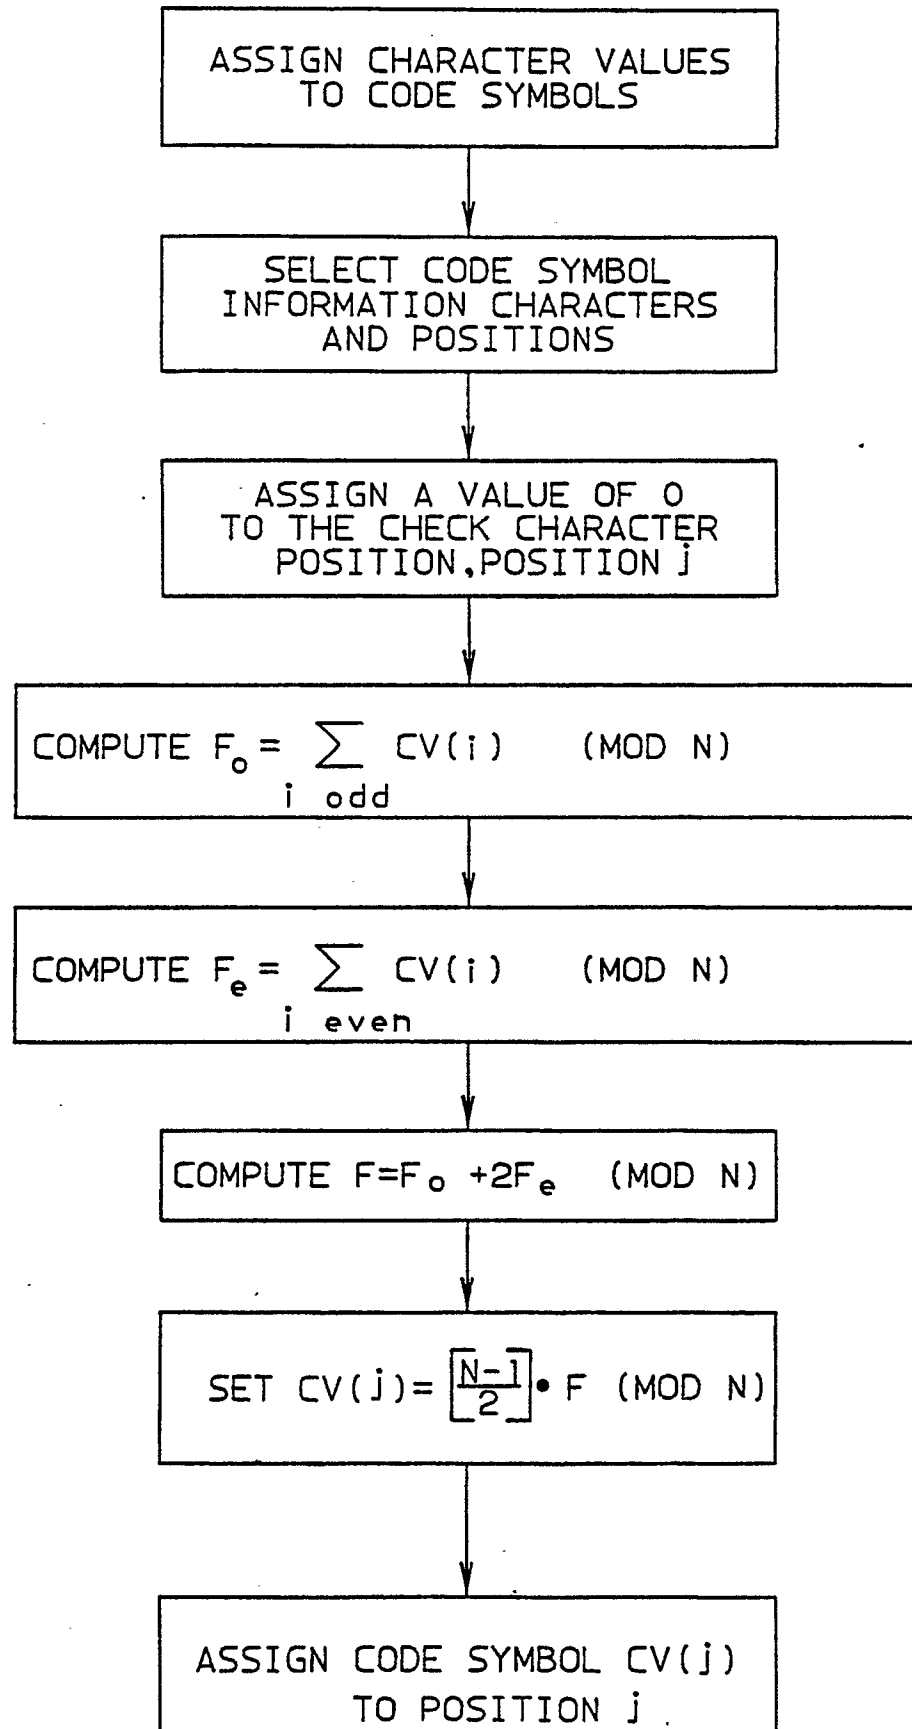 ASSIGN CHARACTER VALUES
TO CODE SYMBOLS
SELECT CODE SYMBOL
INFORMATION CHARACTERS
AND POSITIONS
ASSIGN A VALUE OF 0
TO THE CHECK CHARACTER
POSITION, POSITION j
COMPUTE Fo = ∑ CV(i) (MOD N)
i odd
COMPUTE Fe = ∑ CV(i) (MOD N)
i even
COMPUTE F=Fo +2Fe (MOD N)
SET CV(j)= [N-1/2] • F (MOD N)
ASSIGN CODE SYMBOL CV(j)
TO POSITION j